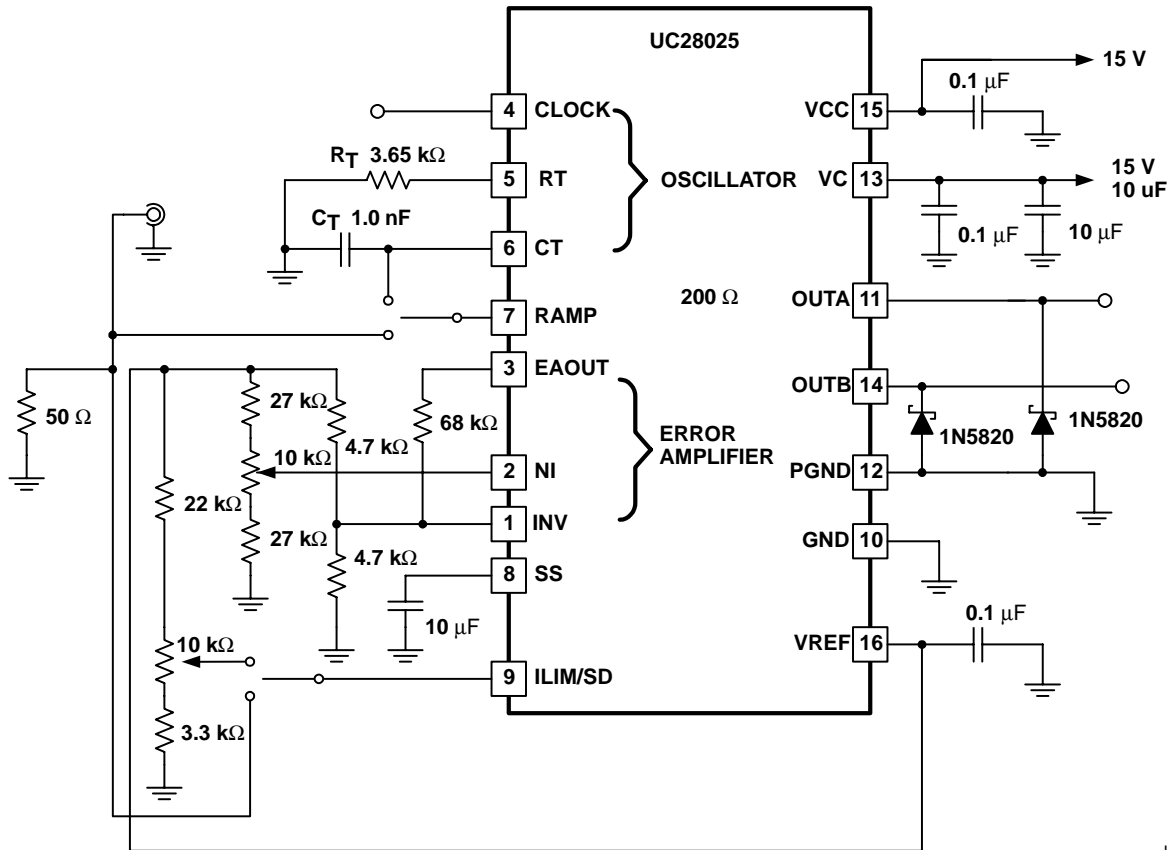 UC28025
15 V
0.1 μF
4 CLOCK
VCC 15
RT 3.65 kΩ
5 RT
OSCILLATOR
VC 13
15 V
10 uF
CT 1.0 nF
6 CT
0.1 μF
10 μF
200 Ω
OUTA 11
7 RAMP
3 EAOUT
OUTB 14
27 kΩ
50 Ω
68 kΩ
1N5820
1N5820
4.7 kΩ
ERROR
AMPLIFIER
10 kΩ
2 NI
PGND 12
22 kΩ
1 INV
27 kΩ
GND 10
4.7 kΩ
8 SS
10 μF
0.1 μF
10 kΩ
VREF 16
9 ILIM/SD
3.3 kΩ